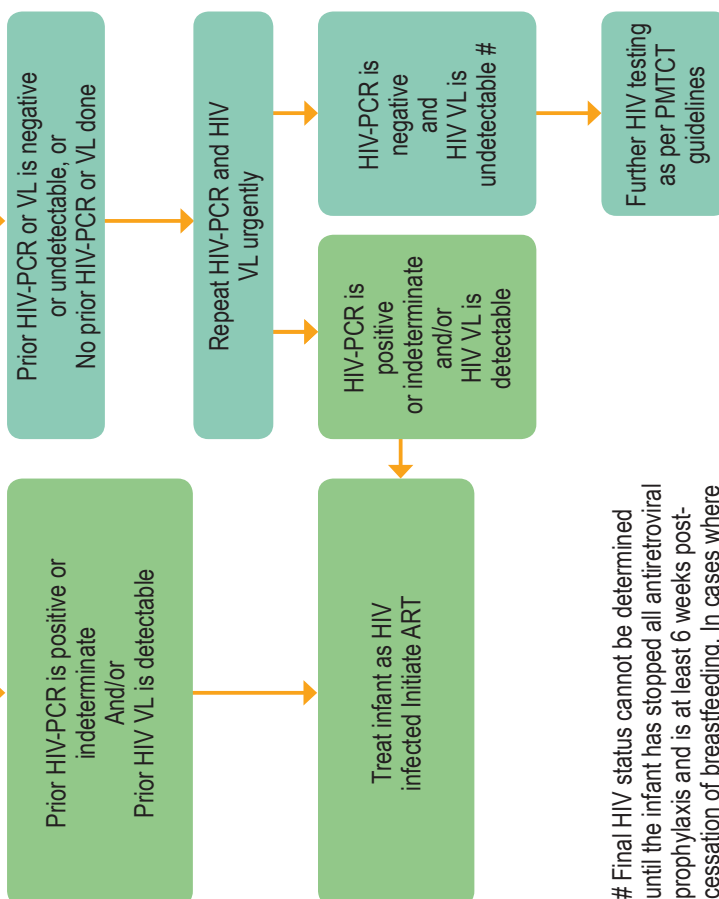 Prior HIV-PCR is positive or
indeterminate
And/or
Prior HIV VL is detectable
Prior HIV-PCR or VL is negative
or undetectable, or
No prior HIV-PCR or VL done
Repeat HIV-PCR and HIV
VL urgently
Treat infant as HIV
infected Initiate ART
HIV-PCR is
positive
or indeterminate
and/or
HIV VL is
detectable
HIV-PCR is
negative
and
HIV VL is
undetectable #
Further HIV testing
as per PMTCT
guidelines
# Final HIV status cannot be determined
until the infant has stopped all antiretroviral
prophylaxis and is at least 6 weeks post-
cessation of breastfeeding. In cases where